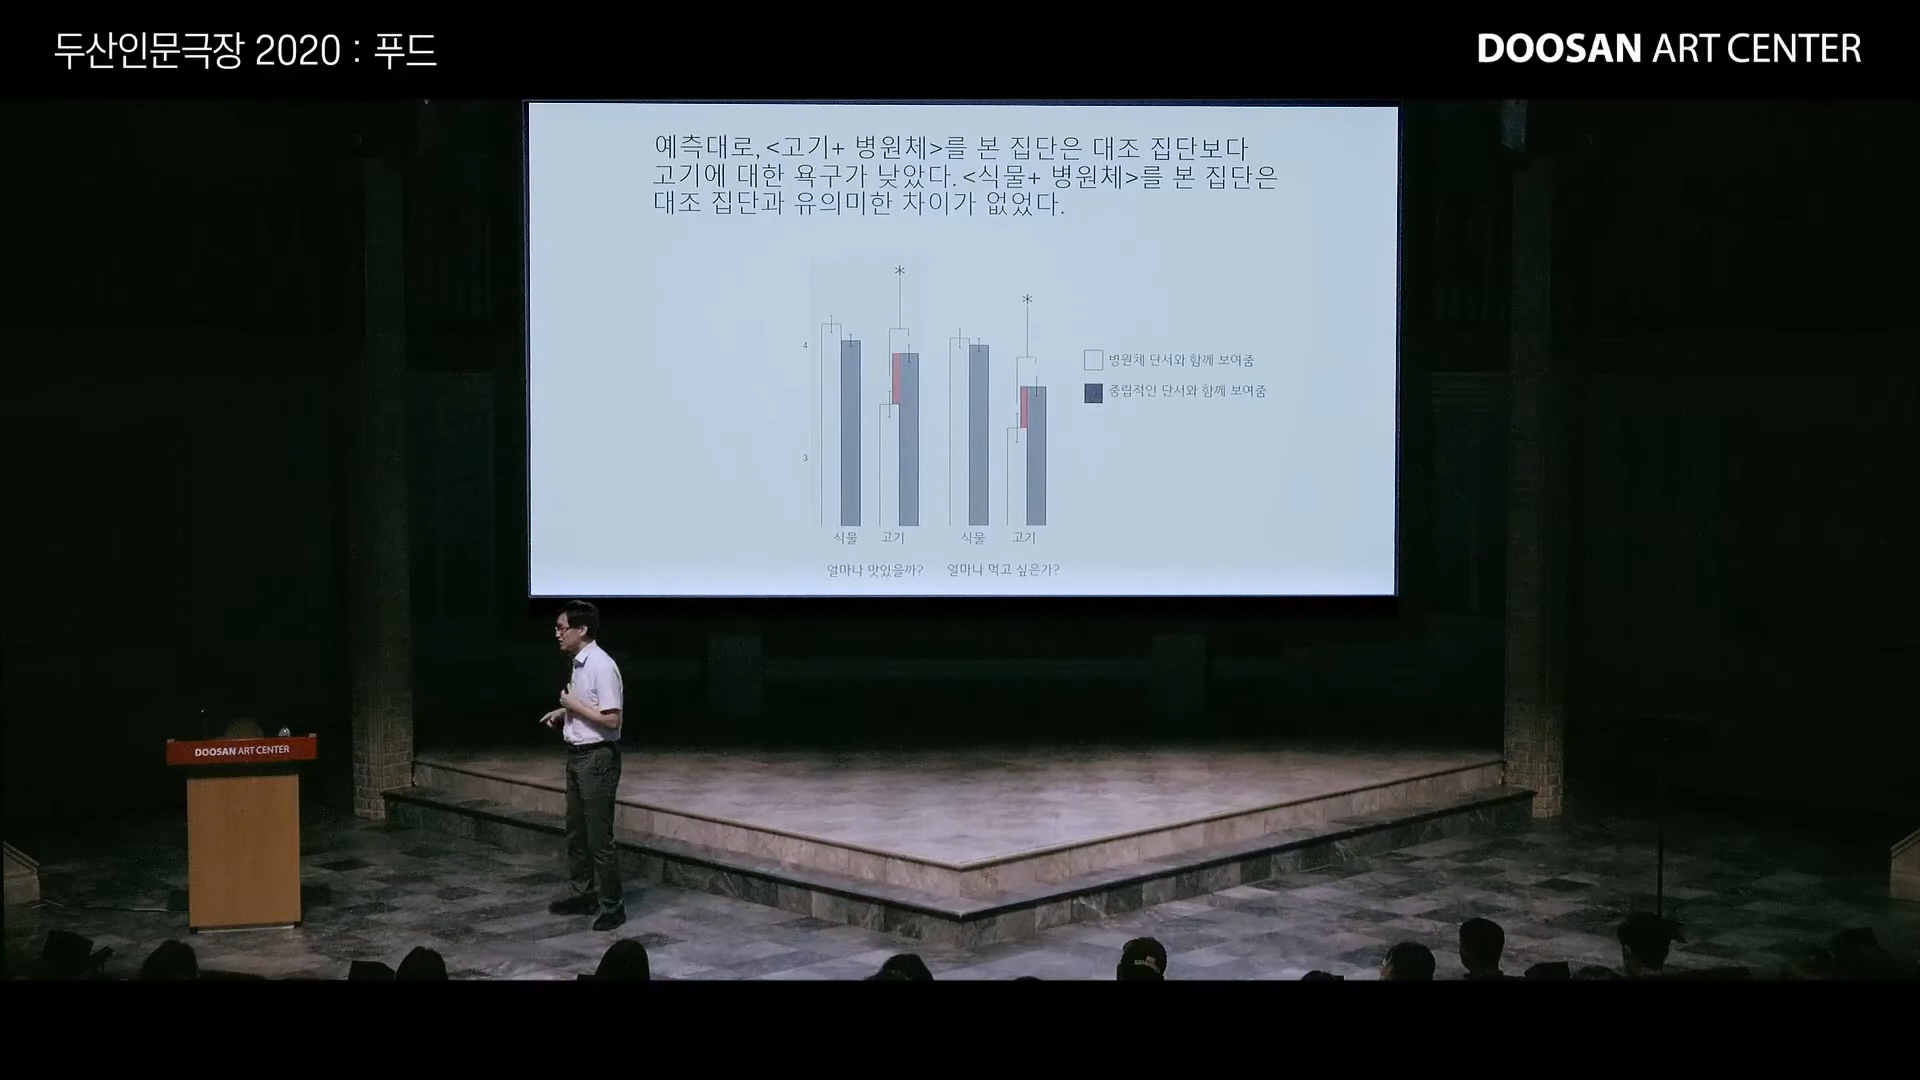 두산인문극장 2020 : 푸드
DOOSAN ART CENTER
예측대로, <고기+ 병원체>를 본 집단은 대조 집단보다
고기에 대한 욕구가 낮았다. <식물+ 병원체>를 본 집단은
대조 집단과 유의미한 차이가 없었다.
*
*
4
3
병원체 단서와 함께 보여줌
중립적인 단서와 함께 보여줌
식물 고기 식물 고기
얼마나 맛있을까? 얼마나 먹고 싶은가?
DOOSAN ART CENTER